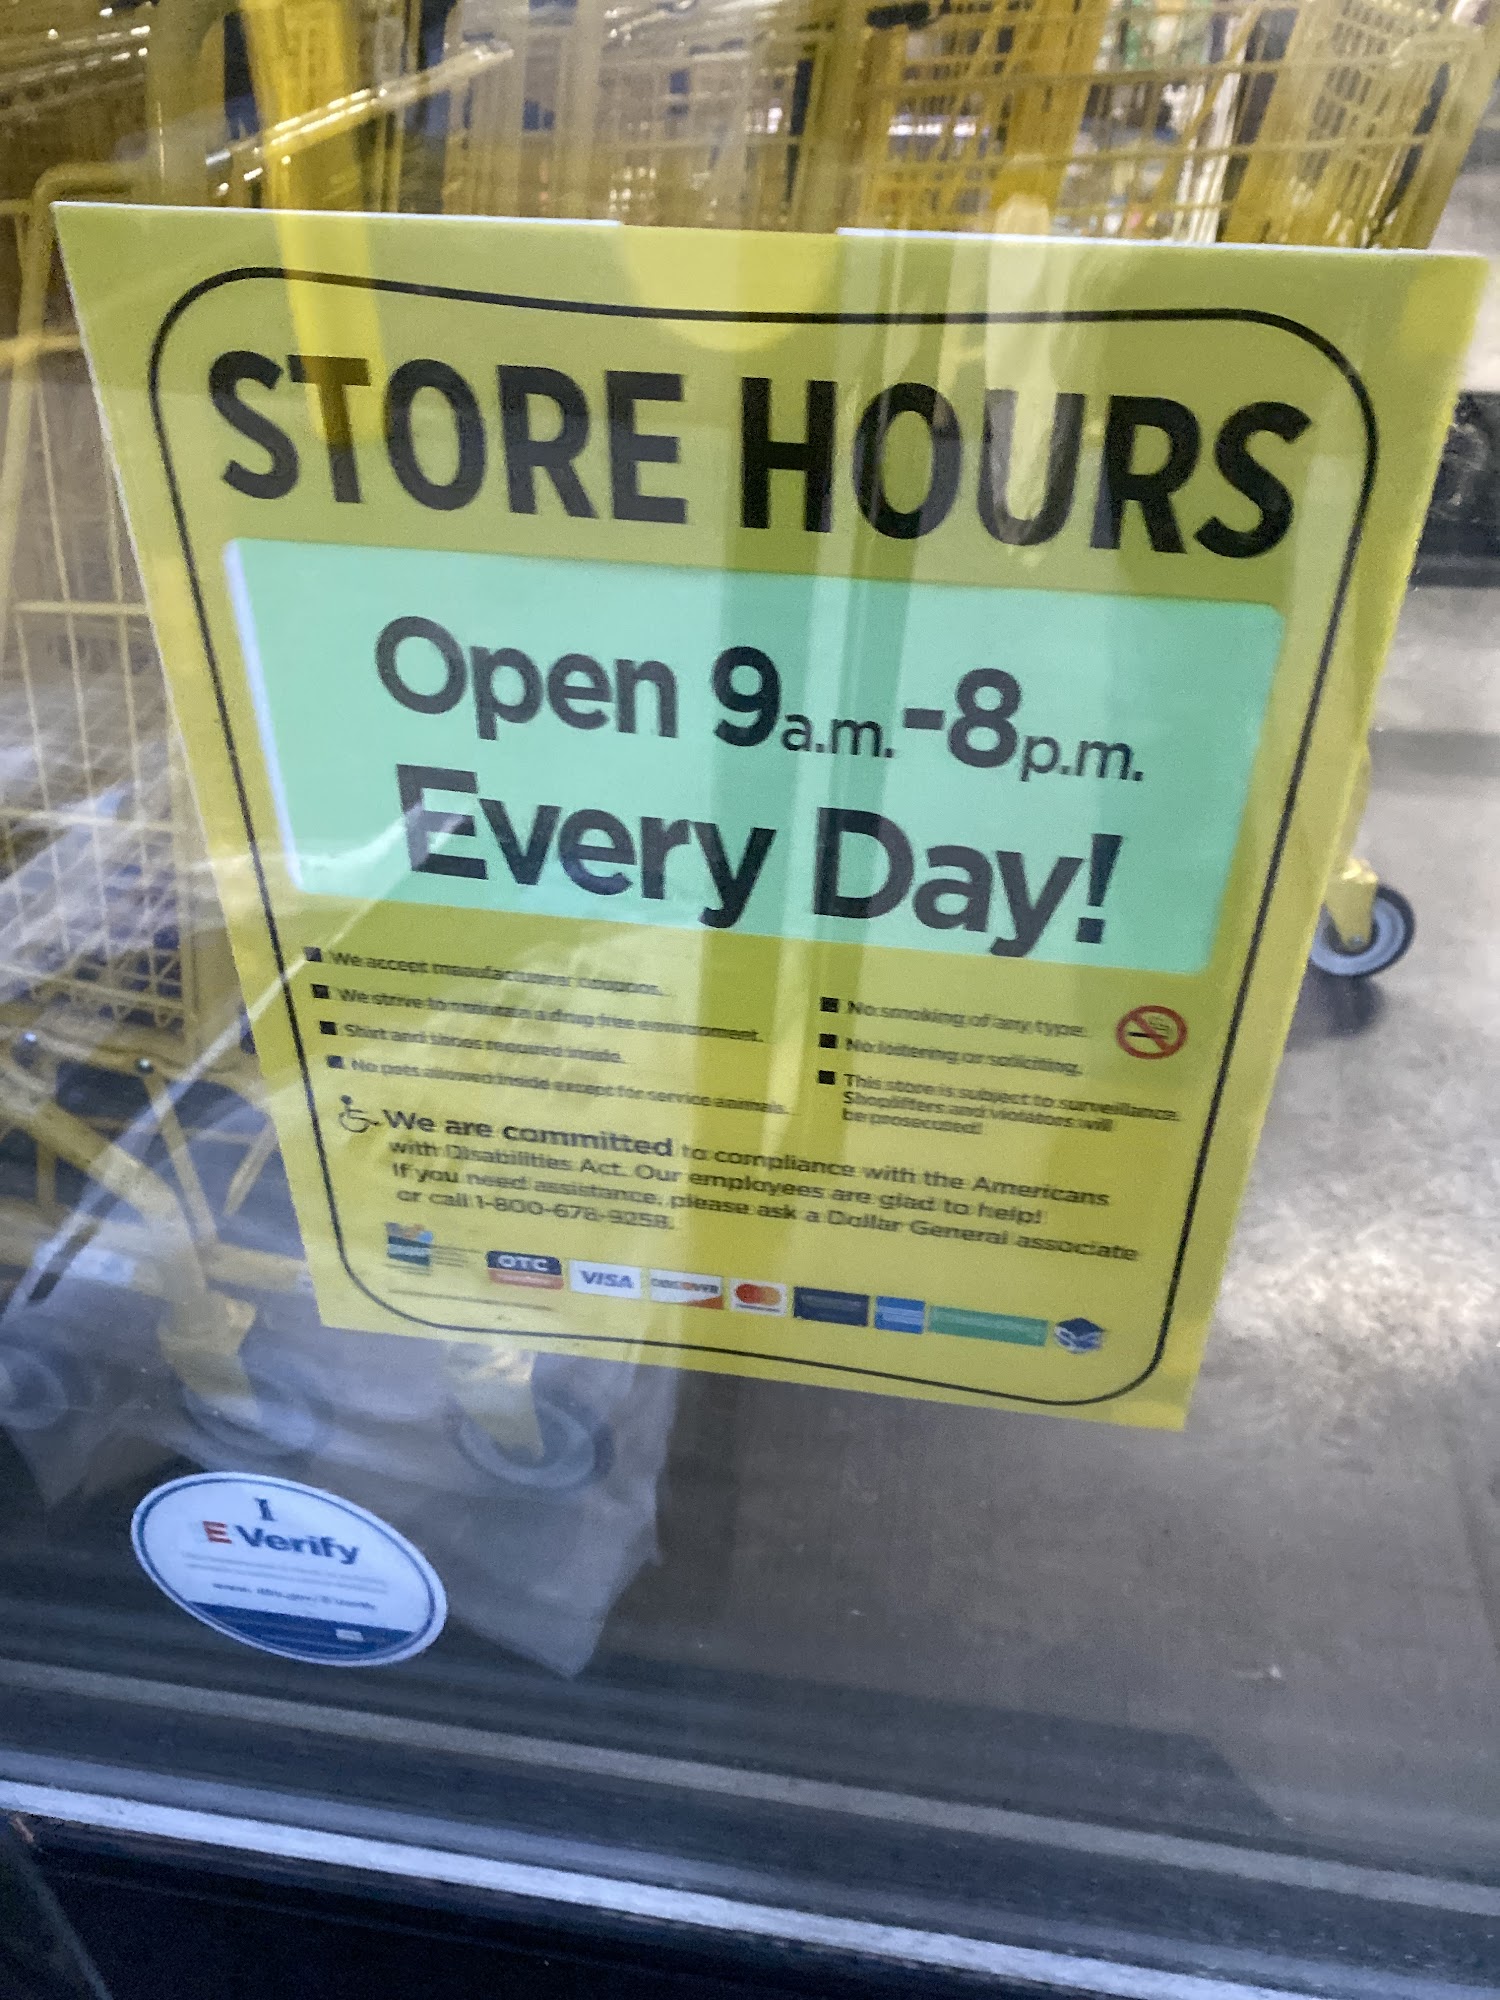 STORE HOURS
Open 9a.m.-8p.m.
Every Day!
We accept manufacturer coupons.
We strive to maintain a drug free environment.
Shirt and shoes required inside.
No pets allowed inside except for service animals.
No smoking of any type.
No loitering or soliciting.
This store is subject to surveillance.
Shoplifters and violators will
be prosecuted!
We are committed to compliance with the Americans
with Disabilities Act. Our employees are glad to help!
If you need assistance, please ask a Dollar General associate
or call 1-800-678-9258.
OTC
VISA
DISCOVER
I
E Verify